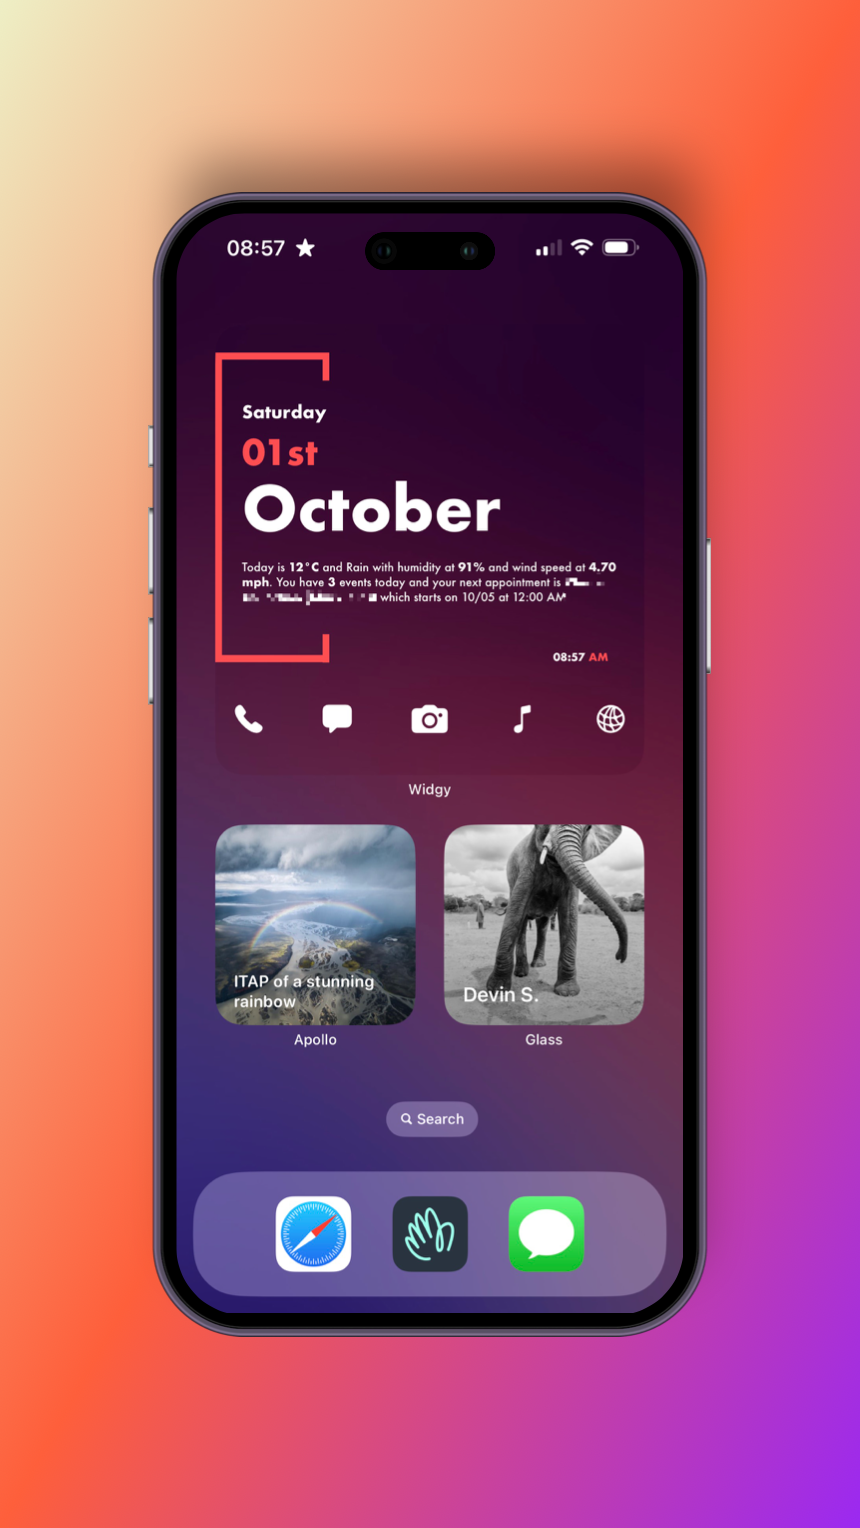 08:57
Saturday
01st
October
Today is 12°C and Rain with humidity at 91% and wind speed at 4.70
mph. You have 3 events today and your next appointment is
which starts on 10/05 at 12:00 AM
08:57 AM
Widgy
ITAP of a stunning
rainbow
Devin S.
Apollo
Glass
Search